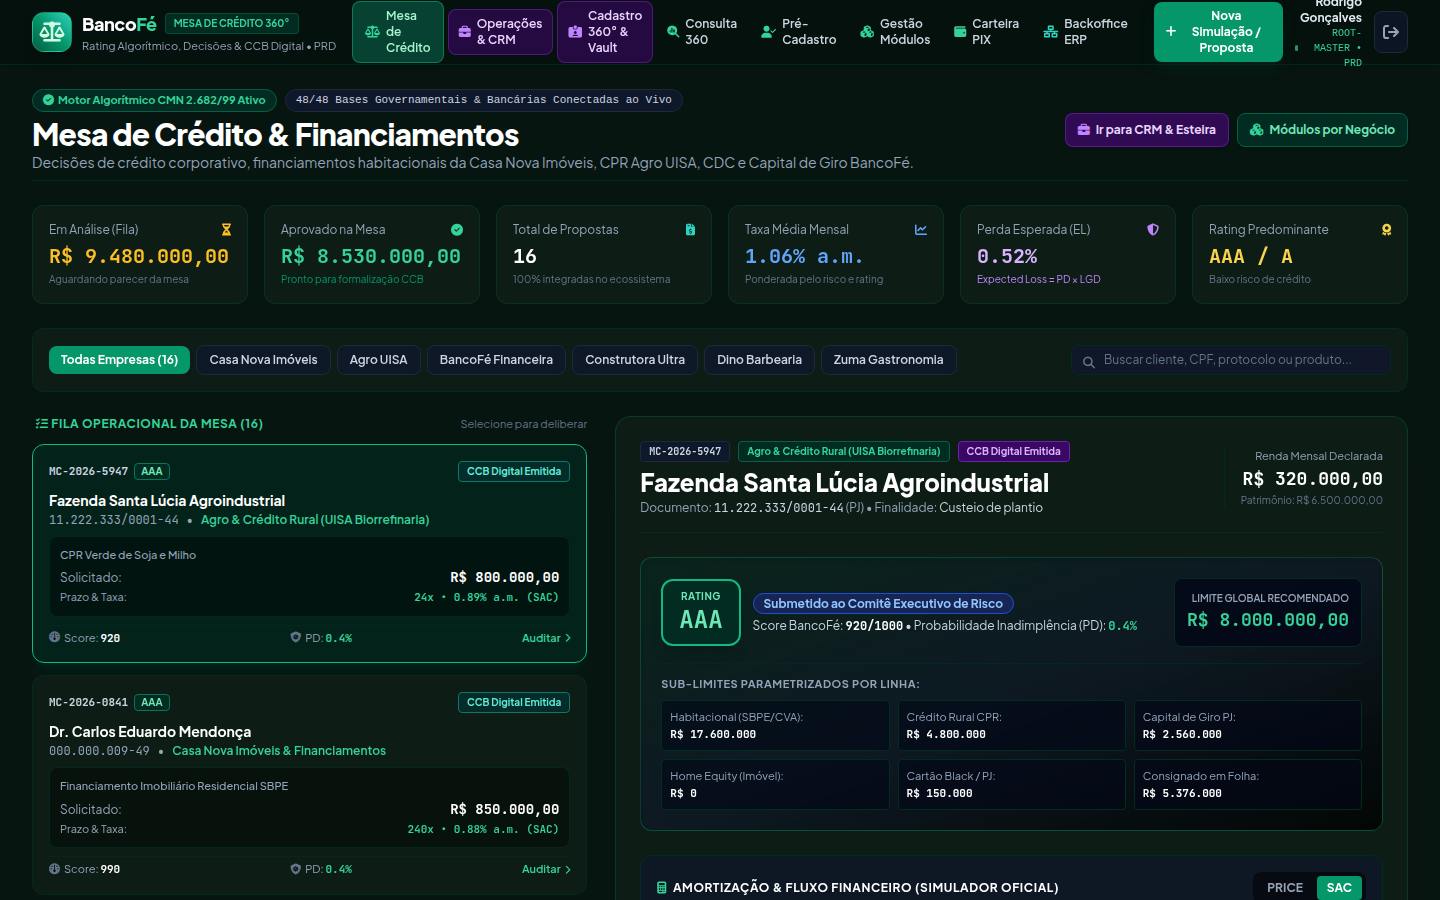 BancoFé MESA DE CRÉDITO 360°
Rating Algorítmico, Decisões & CCB Digital • PRD
Mesa de Crédito
Operações & CRM
Cadastro 360° & Vault
Consulta 360
Pré-Cadastro
Gestão Módulos
Carteira PIX
Backoffice ERP
Nova Simulação / Proposta
Rodrigo Gonçalves
ROOT-MASTER • PRD
Motor Algorítmico CMN 2.682/99 Ativo
48/48 Bases Governamentais & Bancárias Conectadas ao Vivo
Mesa de Crédito & Financiamentos
Decisões de crédito corporativo, financiamentos habitacionais da Casa Nova Imóveis, CPR Agro UISA, CDC e Capital de Giro BancoFé.
Ir para CRM & Esteira
Módulos por Negócio
Em Análise (Fila)
R$ 9.480.000,00
Aguardando parecer da mesa
Aprovado na Mesa
R$ 8.530.000,00
Pronto para formalização CCB
Total de Propostas
16
100% integradas no ecossistema
Taxa Média Mensal
1.06% a.m.
Ponderada pelo risco e rating
Perda Esperada (EL)
0.52%
Expected Loss = PD × LGD
Rating Predominante
AAA / A
Baixo risco de crédito
Todas Empresas (16)
Casa Nova Imóveis
Agro UISA
BancoFé Financeira
Construtora Ultra
Dino Barbearia
Zuma Gastronomia
Buscar cliente, CPF, protocolo ou produto...
FILA OPERACIONAL DA MESA (16)
Selecione para deliberar
MC-2026-5947 AAA
CCB Digital Emitida
Fazenda Santa Lúcia Agroindustrial
11.222.333/0001-44 • Agro & Crédito Rural (UISA Biorrefinaria)
CPR Verde de Soja e Milho
Solicitado: R$ 800.000,00
Prazo & Taxa: 24x • 0.89% a.m. (SAC)
Score: 920
PD: 0.4%
Auditar
MC-2026-0841 AAA
CCB Digital Emitida
Dr. Carlos Eduardo Mendonça
000.000.009-49 • Casa Nova Imóveis & Financiamentos
Financiamento Imobiliário Residencial SBPE
Solicitado: R$ 850.000,00
Prazo & Taxa: 240x • 0.88% a.m. (SAC)
Score: 990
PD: 0.4%
Auditar
MC-2026-5947
Agro & Crédito Rural (UISA Biorrefinaria)
CCB Digital Emitida
Fazenda Santa Lúcia Agroindustrial
Documento: 11.222.333/0001-44 (PJ) • Finalidade: Custeio de plantio
Renda Mensal Declarada
R$ 320.000,00
Patrimônio: R$ 6.500.000,00
RATING
AAA
Submetido ao Comitê Executivo de Risco
Score BancoFé: 920/1000 • Probabilidade Inadimplência (PD): 0.4%
LIMITE GLOBAL RECOMENDADO
R$ 8.000.000,00
SUB-LIMITES PARAMETRIZADOS POR LINHA:
Habitacional (SBPE/CVA):
R$ 17.600.000
Crédito Rural CPR:
R$ 4.800.000
Capital de Giro PJ:
R$ 2.560.000
Home Equity (Imóvel):
R$ 0
Cartão Black / PJ:
R$ 150.000
Consignado em Folha:
R$ 5.376.000
AMORTIZAÇÃO & FLUXO FINANCEIRO (SIMULADOR OFICIAL)
PRICE
SAC